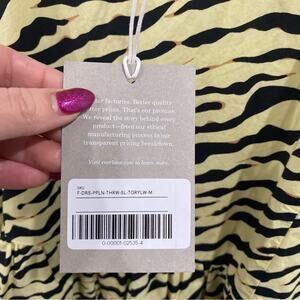 factories. Better quality
prices. That's our promise.
We reveal the story behind every
product—from our ethical
manufacturing process to our
transparent pricing breakdown.
Visit everlane.com to learn more.
SKU
F-DRS-PPLN-THRW-SL-TORYLW-M
0-00001-02535-4